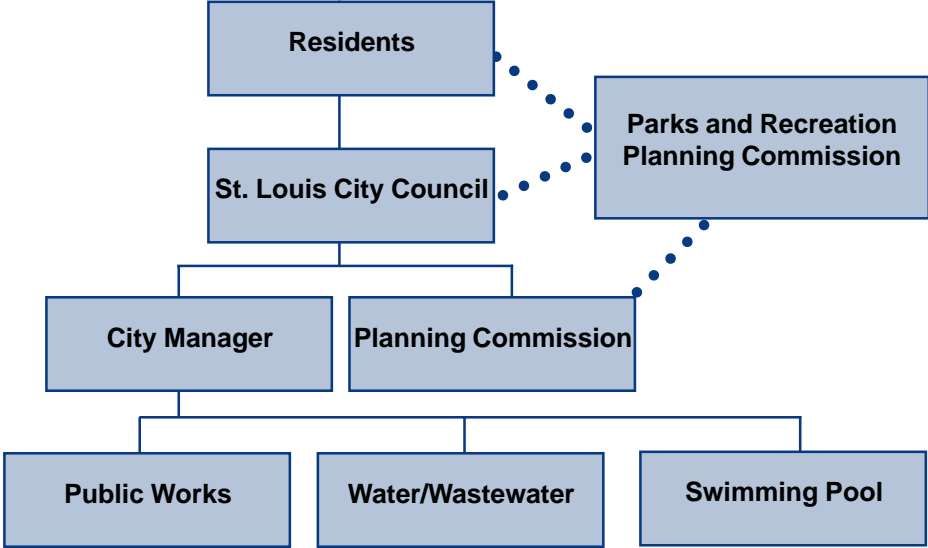 Residents
Parks and Recreation
Planning Commission
St. Louis City Council
City Manager
Planning Commission
Public Works
Water/Wastewater
Swimming Pool